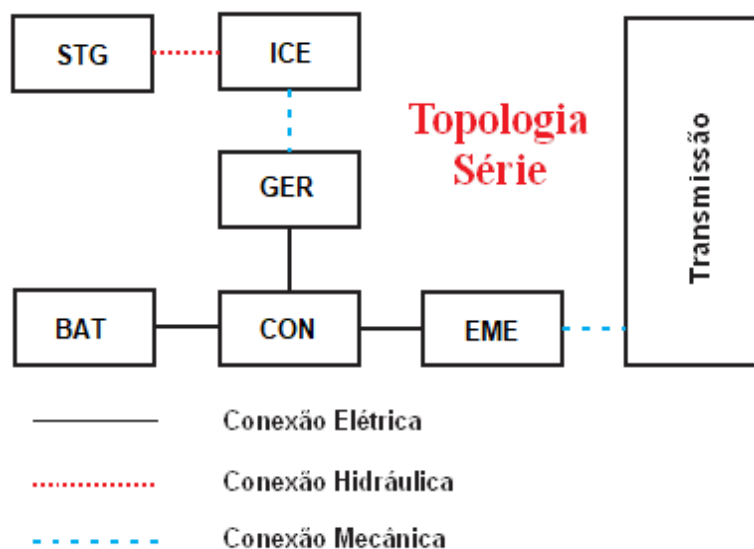 STG
ICE
Topologia
Série
GER
BAT
CON
EME
Transmissão
Conexão Elétrica
Conexão Hidráulica
Conexão Mecânica